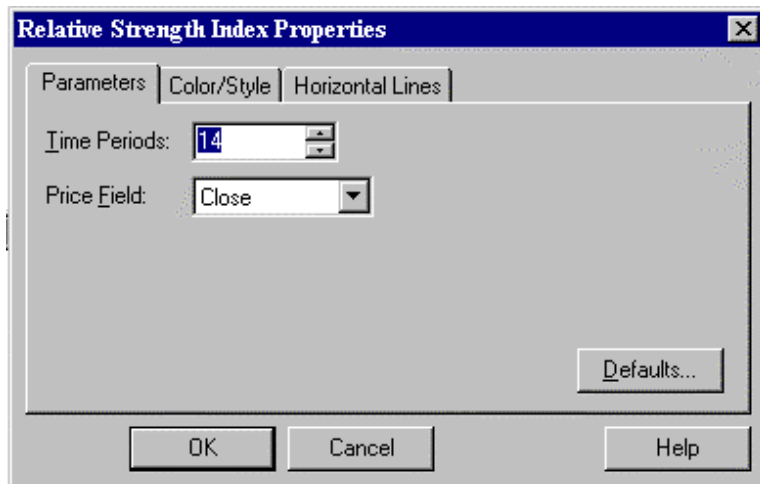 Relative Strength Index Properties
Parameters Color/Style Horizontal Lines
Time Periods: 14
Price Field: Close
Defaults...
OK Cancel Help